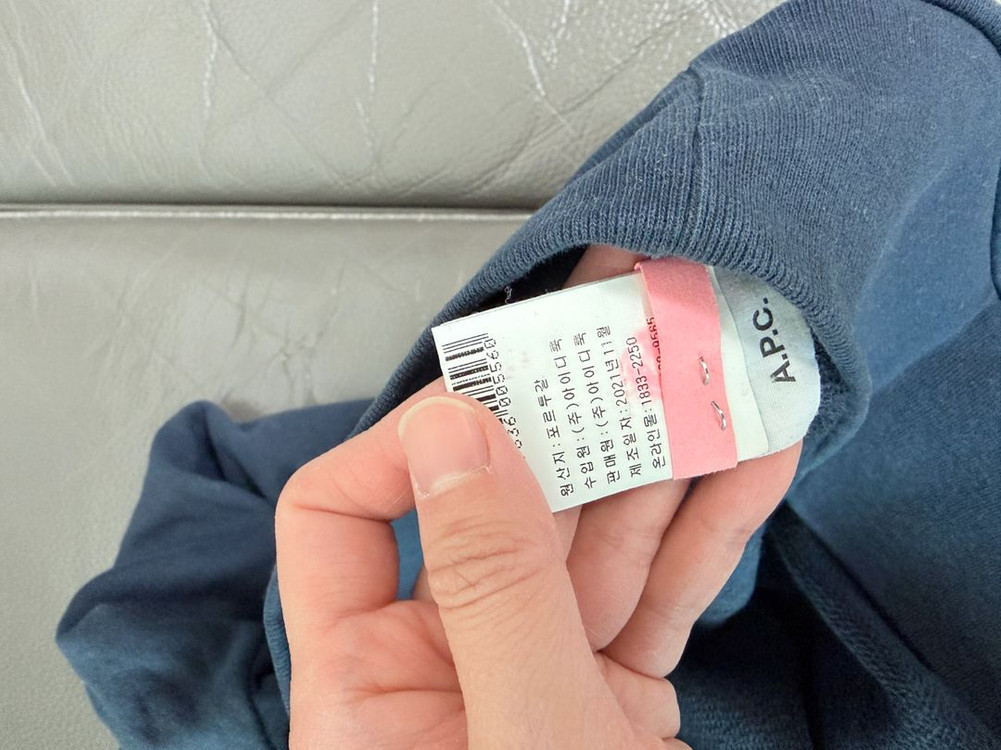 005560
원산지:포르투갈
수입원:(주)아이디룩
판매원:(주)아이디룩
제조일자:2021년11월
온라인몰:1833-2250
A.P.C.